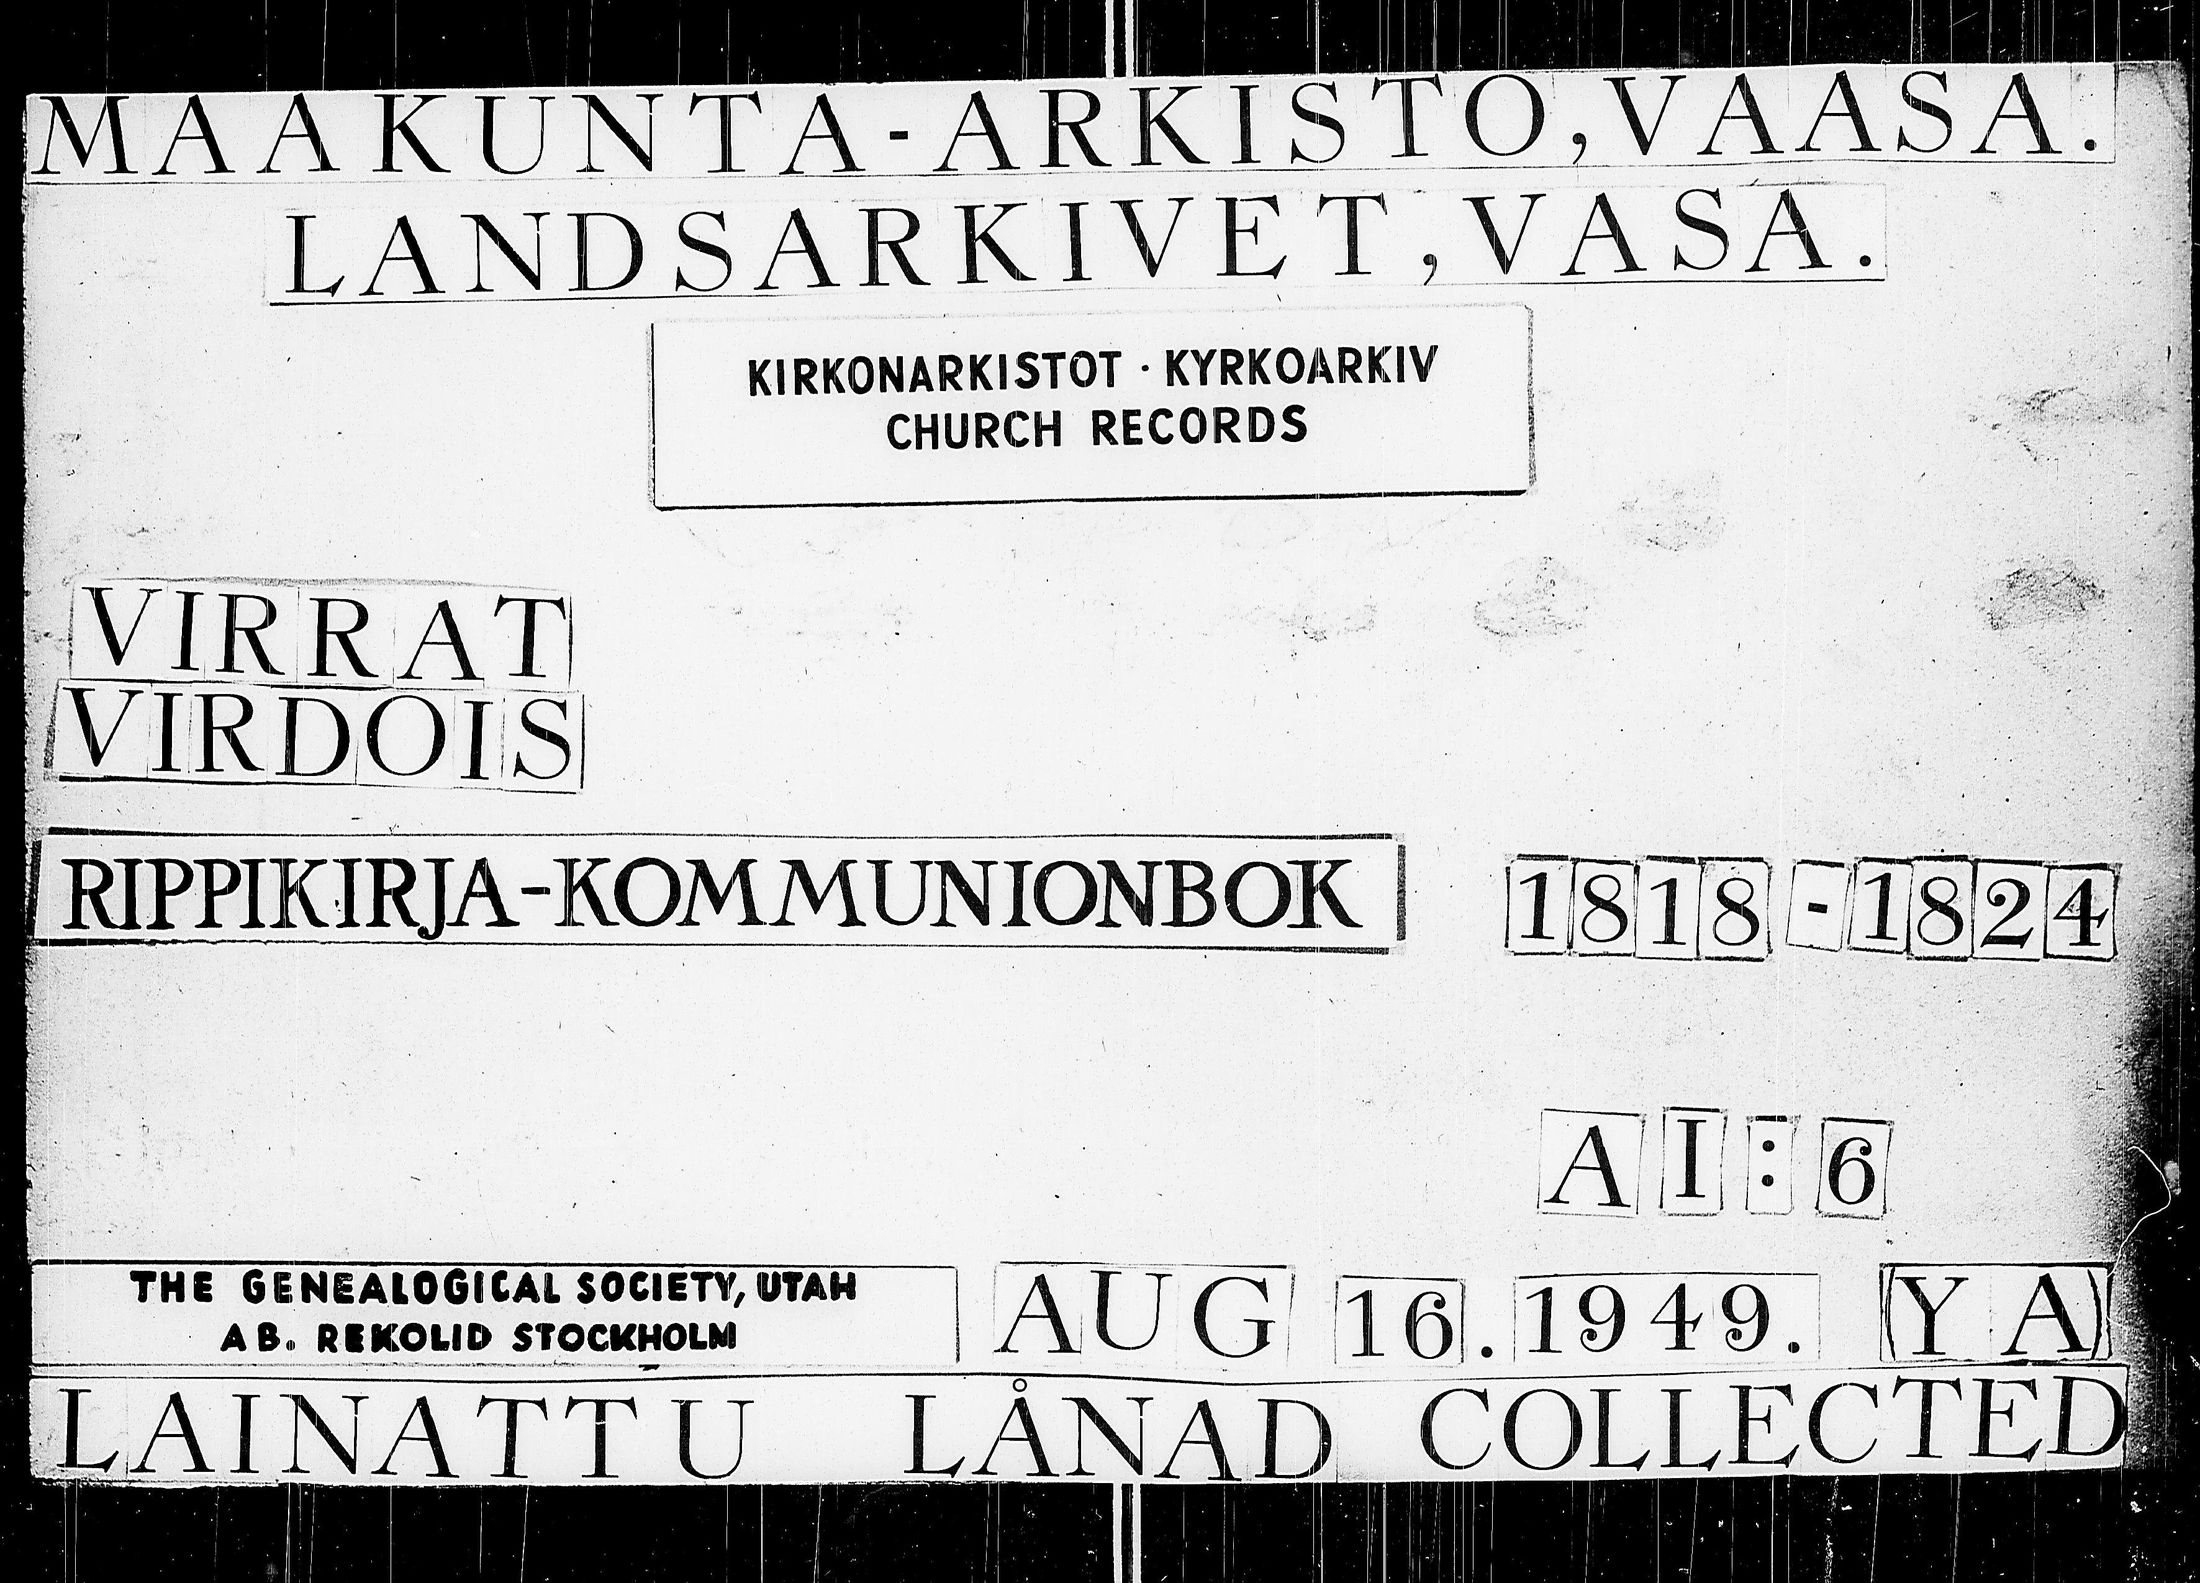 MAAKUNTA-ARKISTO, VAASA.
LANDSARKIVET, VASA.
KIRKONARKISTOT · KYRKOARKIV
CHURCH RECORDS
VIRRAT
VIRDOIS
RIPPIKIRJA-KOMMUNIONBOK 1818-1824
AI:6
THE GENEALOGICAL SOCIETY, UTAH
AB. REKOLID STOCKHOLM
AUG 16. 1949. (YA)
LAINATTU LÅNAD COLLECTED